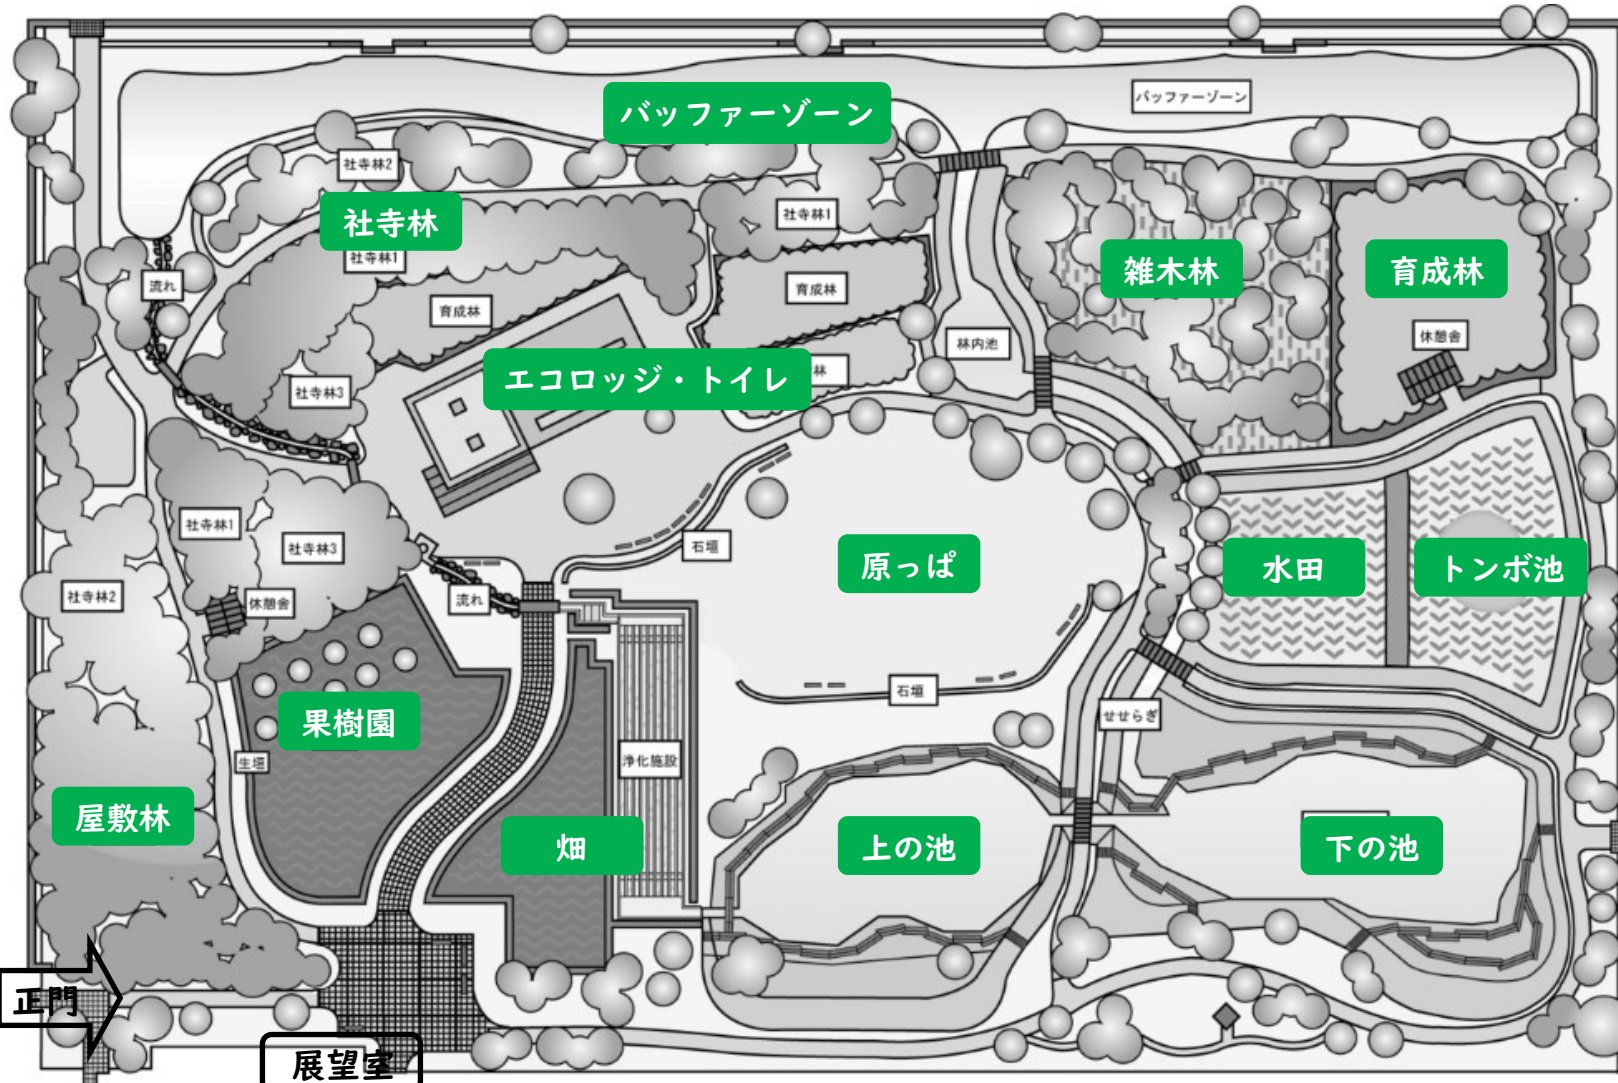 バッファーゾーン
バッファーゾーン
社寺林2
社寺林
社寺林1
社寺林1
雑木林
育成林
流れ
育成林
育成林
休憩舎
林内池
エコロッジ・トイレ
林
社寺林3
社寺林1
社寺林3
石垣
原っぱ
水田
トンボ池
社寺林2
休憩舎
流れ
石垣
せせらぎ
果樹園
生垣
浄化施設
屋敷林
畑
上の池
下の池
正門
展望室